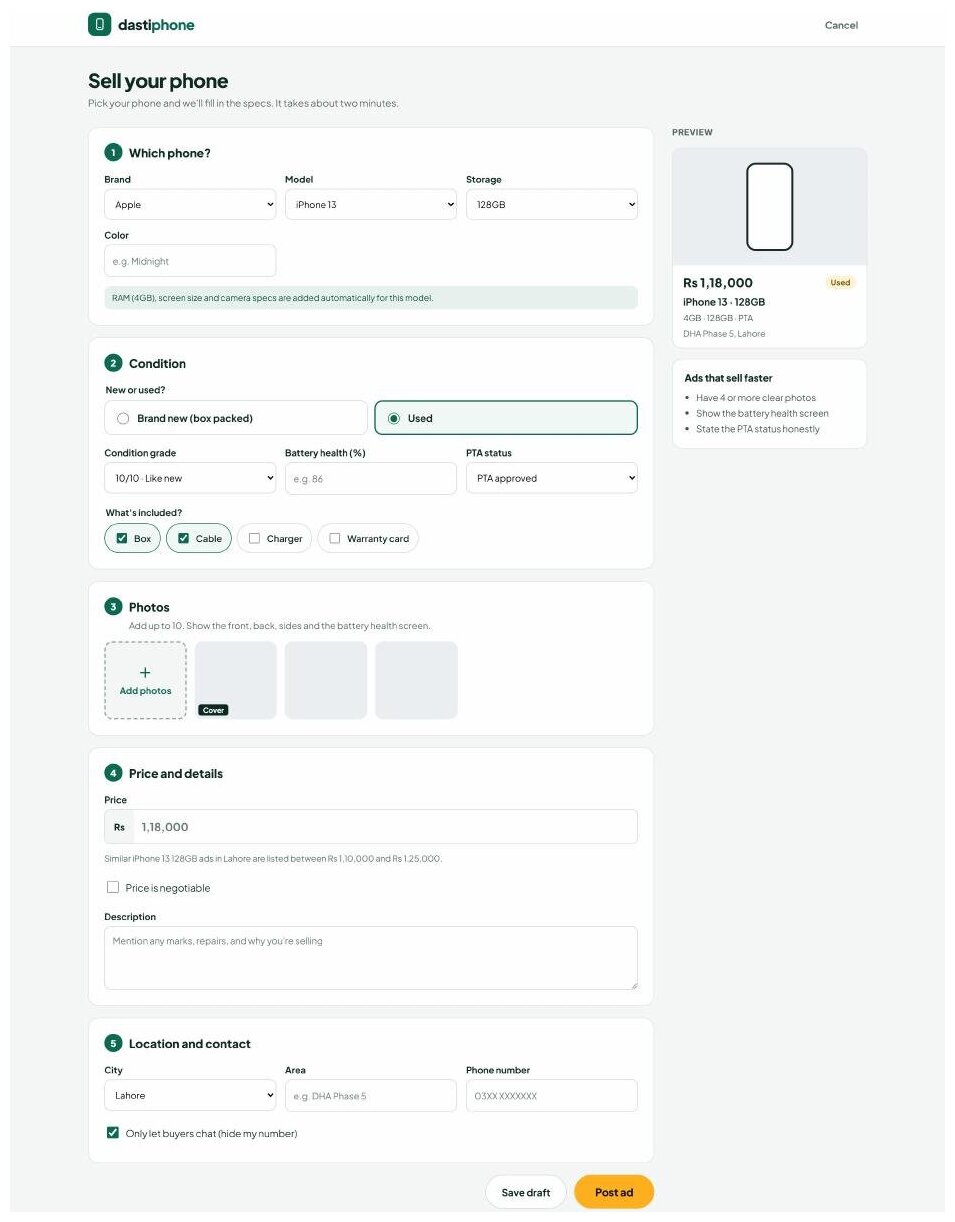 dastiphone
Cancel
Sell your phone
Pick your phone and we'll fill in the specs. It takes about two minutes.
1 Which phone?
Brand Model Storage
Apple iPhone 13 128GB
Color
e.g. Midnight
RAM (4GB), screen size and camera specs are added automatically for this model.
2 Condition
New or used?
Brand new (box packed) Used
Condition grade Battery health (%) PTA status
10/10 · Like new e.g. 86 PTA approved
What's included?
Box Cable Charger Warranty card
3 Photos
Add up to 10. Show the front, back, sides and the battery health screen.
+
Add photos
Cover
4 Price and details
Price
Rs 1,18,000
Similar iPhone 13 128GB ads in Lahore are listed between Rs 1,10,000 and Rs 1,25,000.
Price is negotiable
Description
Mention any marks, repairs, and why you're selling
5 Location and contact
City Area Phone number
Lahore e.g. DHA Phase 5 03XX XXXXXXX
Only let buyers chat (hide my number)
Save draft Post ad
PREVIEW
Rs 1,18,000 Used
iPhone 13 · 128GB
4GB · 128GB · PTA
DHA Phase 5, Lahore
Ads that sell faster
• Have 4 or more clear photos
• Show the battery health screen
• State the PTA status honestly